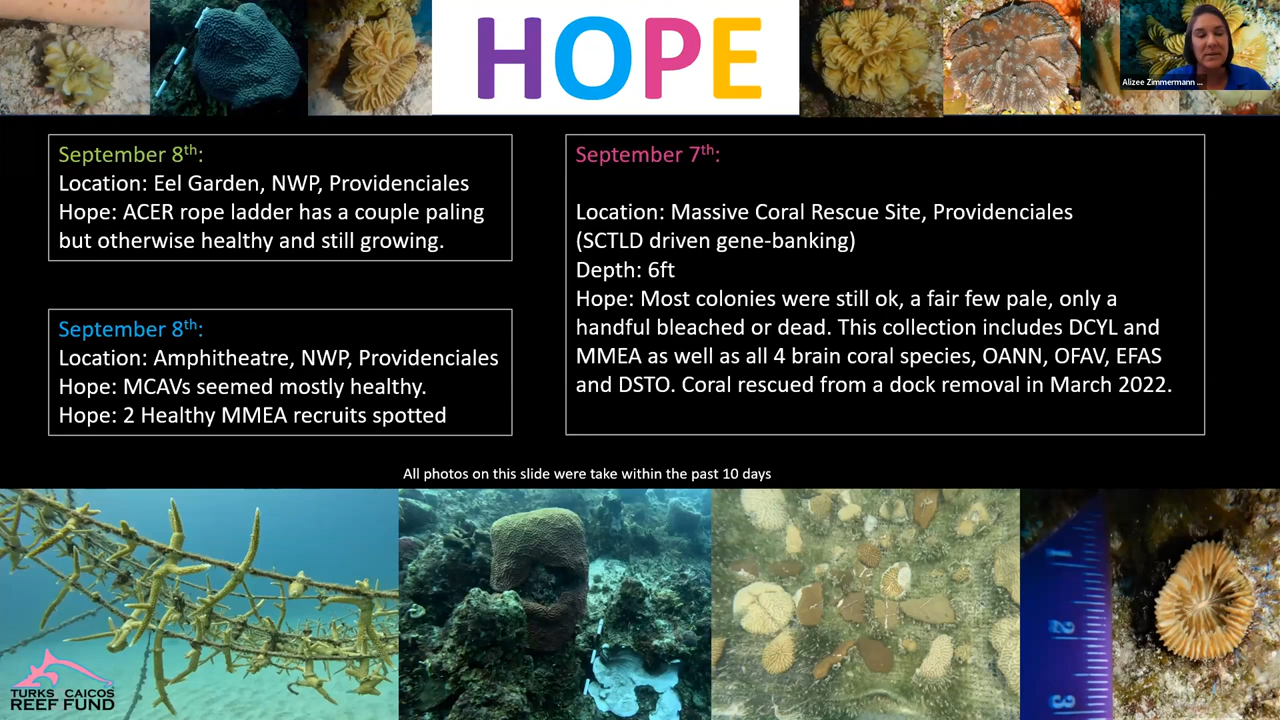 HOPE
Alizee Zimmermann ...
September 8th:
Location: Eel Garden, NWP, Providenciales
Hope: ACER rope ladder has a couple paling
but otherwise healthy and still growing.
September 8th:
Location: Amphitheatre, NWP, Providenciales
Hope: MCAVs seemed mostly healthy.
Hope: 2 Healthy MMEA recruits spotted
September 7th:
Location: Massive Coral Rescue Site, Providenciales
(SCTLD driven gene-banking)
Depth: 6ft
Hope: Most colonies were still ok, a fair few pale, only a
handful bleached or dead. This collection includes DCYL and
MMEA as well as all 4 brain coral species, OANN, OFAV, EFAS
and DSTO. Coral rescued from a dock removal in March 2022.
All photos on this slide were take within the past 10 days
TURKS CAICOS
REEF FUND
1
2
3